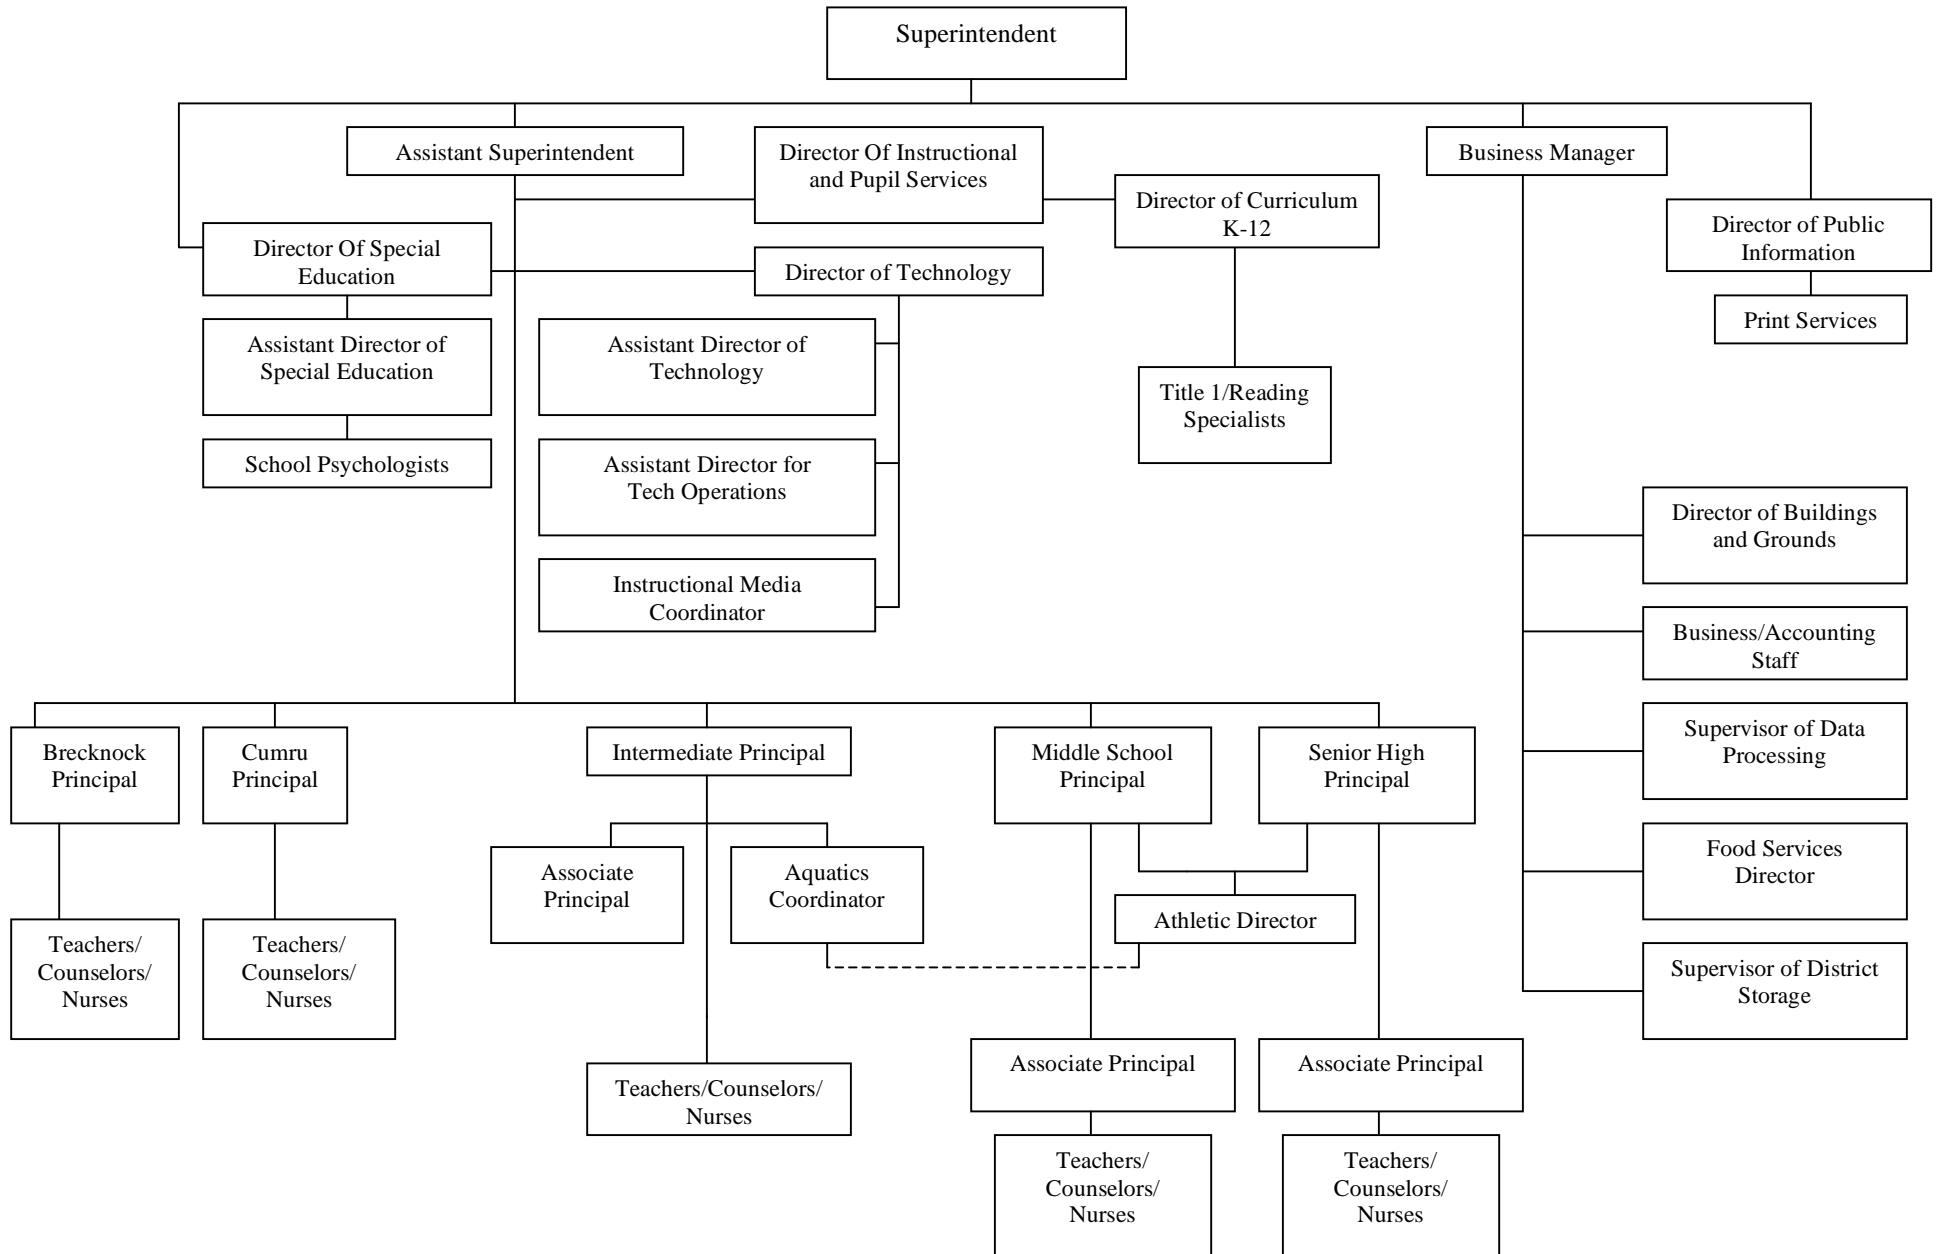 Superintendent
Assistant Superintendent
Director Of Instructional
and Pupil Services
Business Manager
Director of Curriculum
K-12
Director Of Special
Education
Director of Technology
Director of Public
Information
Print Services
Assistant Director of
Special Education
Assistant Director of
Technology
Title 1/Reading
Specialists
School Psychologists
Assistant Director for
Tech Operations
Instructional Media
Coordinator
Director of Buildings
and Grounds
Business/Accounting
Staff
Supervisor of Data
Processing
Food Services
Director
Supervisor of District
Storage
Brecknock
Principal
Cumru
Principal
Intermediate Principal
Middle School
Principal
Senior High
Principal
Associate
Principal
Aquatics
Coordinator
Athletic Director
Teachers/
Counselors/
Nurses
Teachers/
Counselors/
Nurses
Teachers/Counselors/
Nurses
Associate Principal
Associate Principal
Teachers/
Counselors/
Nurses
Teachers/
Counselors/
Nurses